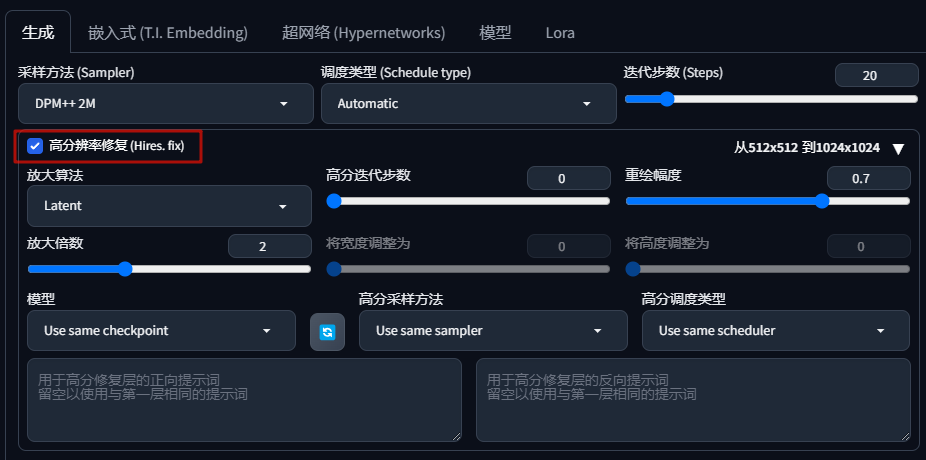 生成 嵌入式 (T.I. Embedding) 超网络 (Hypernetworks) 模型 Lora
采样方法 (Sampler) 调度类型 (Schedule type) 迭代步数 (Steps) 20
DPM++ 2M Automatic
高分辨率修复 (Hires. fix) 从512x512 到1024x1024
放大算法 高分迭代步数 0 重绘幅度 0.7
Latent
放大倍数 2 将宽度调整为 0 将高度调整为 0
模型 高分采样方法 高分调度类型
Use same checkpoint Use same sampler Use same scheduler
用于高分修复层的正向提示词 用于高分修复层的反向提示词
留空以使用与第一层相同的提示词 留空以使用与第一层相同的提示词